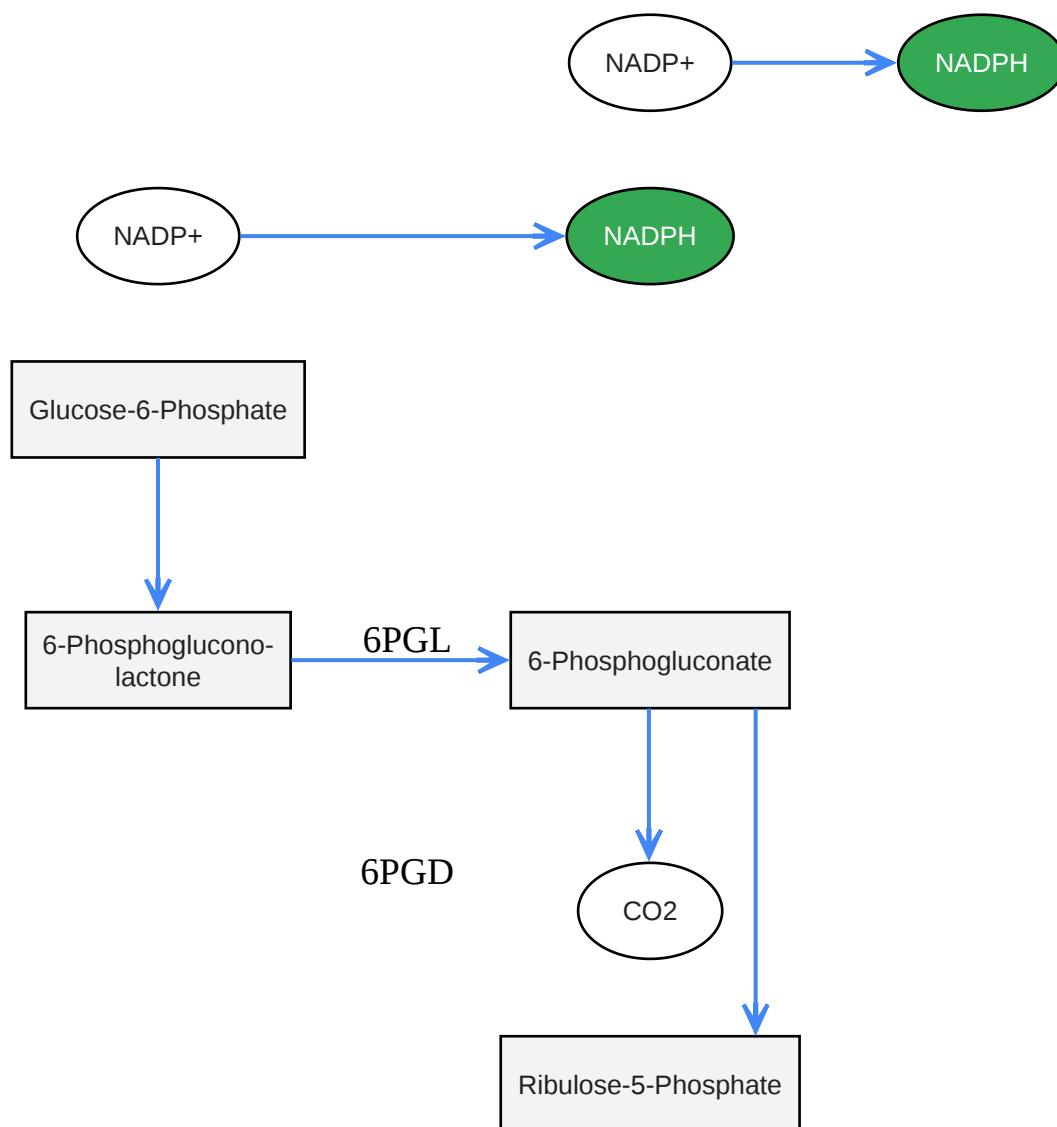 NADP+
NADPH
NADP+
NADPH
Glucose-6-Phosphate
6-Phosphoglucono-
lactone
6PGL
6-Phosphogluconate
6PGD
CO2
Ribulose-5-Phosphate